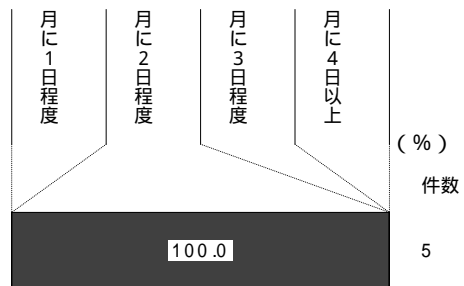 月に1日程度
月に2日程度
月に3日程度
月に4日以上
(%)
件数
100.0
5